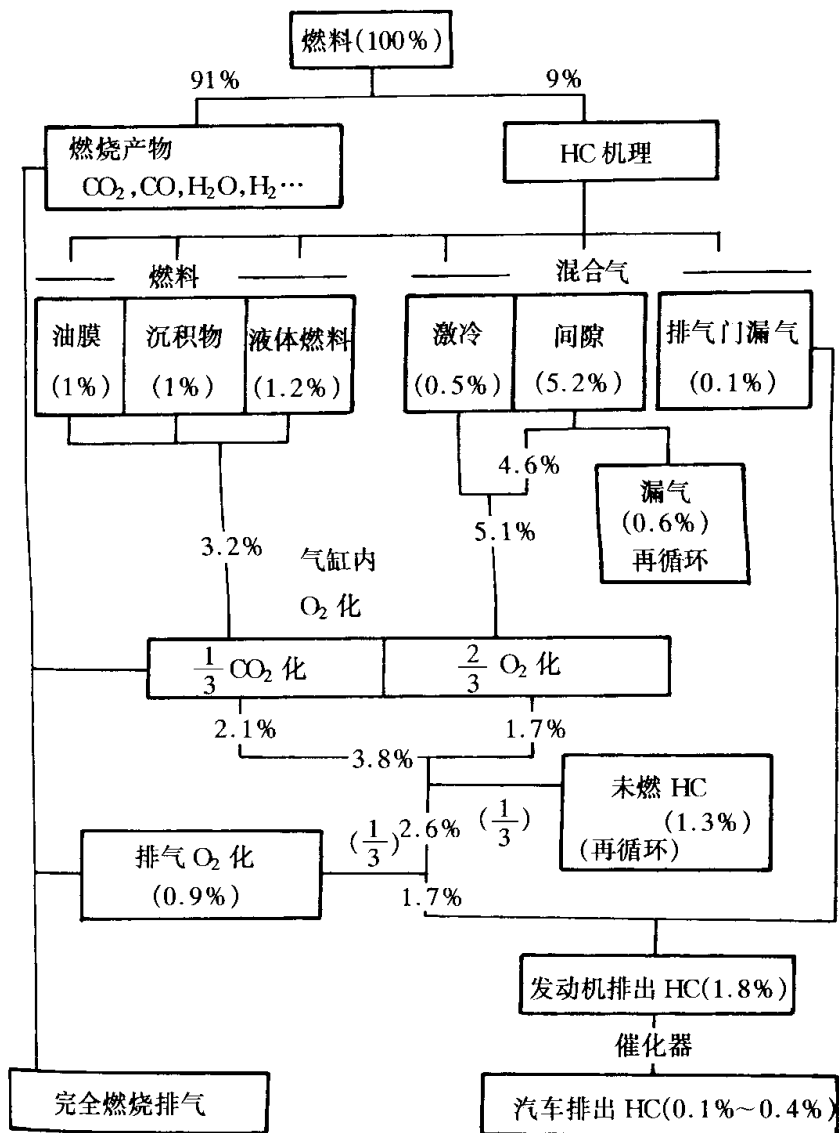 燃料(100%)
91%
9%
燃烧产物
CO₂,CO,H₂O,H₂…
HC机理
燃料
混合气
油膜
(1%)
沉积物
(1%)
液体燃料
(1.2%)
激冷
(0.5%)
间隙
(5.2%)
排气门漏气
(0.1%)
4.6%
漏气
(0.6%)
再循环
3.2%
5.1%
气缸内
O₂化
1/3 CO₂化
2/3 O₂化
2.1%
1.7%
3.8%
未燃HC
(1.3%)
(再循环)
(1/3)
2.6%
(1/3)
排气O₂化
(0.9%)
1.7%
发动机排出HC(1.8%)
催化器
完全燃烧排气
汽车排出HC(0.1%~0.4%)